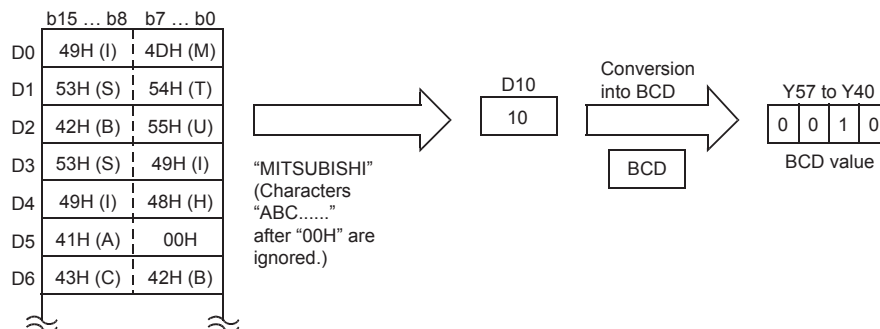 b15 … b8 b7 … b0
D0 49H (I) 4DH (M)
D1 53H (S) 54H (T)
D2 42H (B) 55H (U)
D3 53H (S) 49H (I)
D4 49H (I) 48H (H)
D5 41H (A) 00H
D6 43H (C) 42H (B)
“MITSUBISHI”
(Characters
“ABC......”
after “00H” are
ignored.)
D10
10
Conversion
into BCD
BCD
Y57 to Y40
0 0 1 0
BCD value